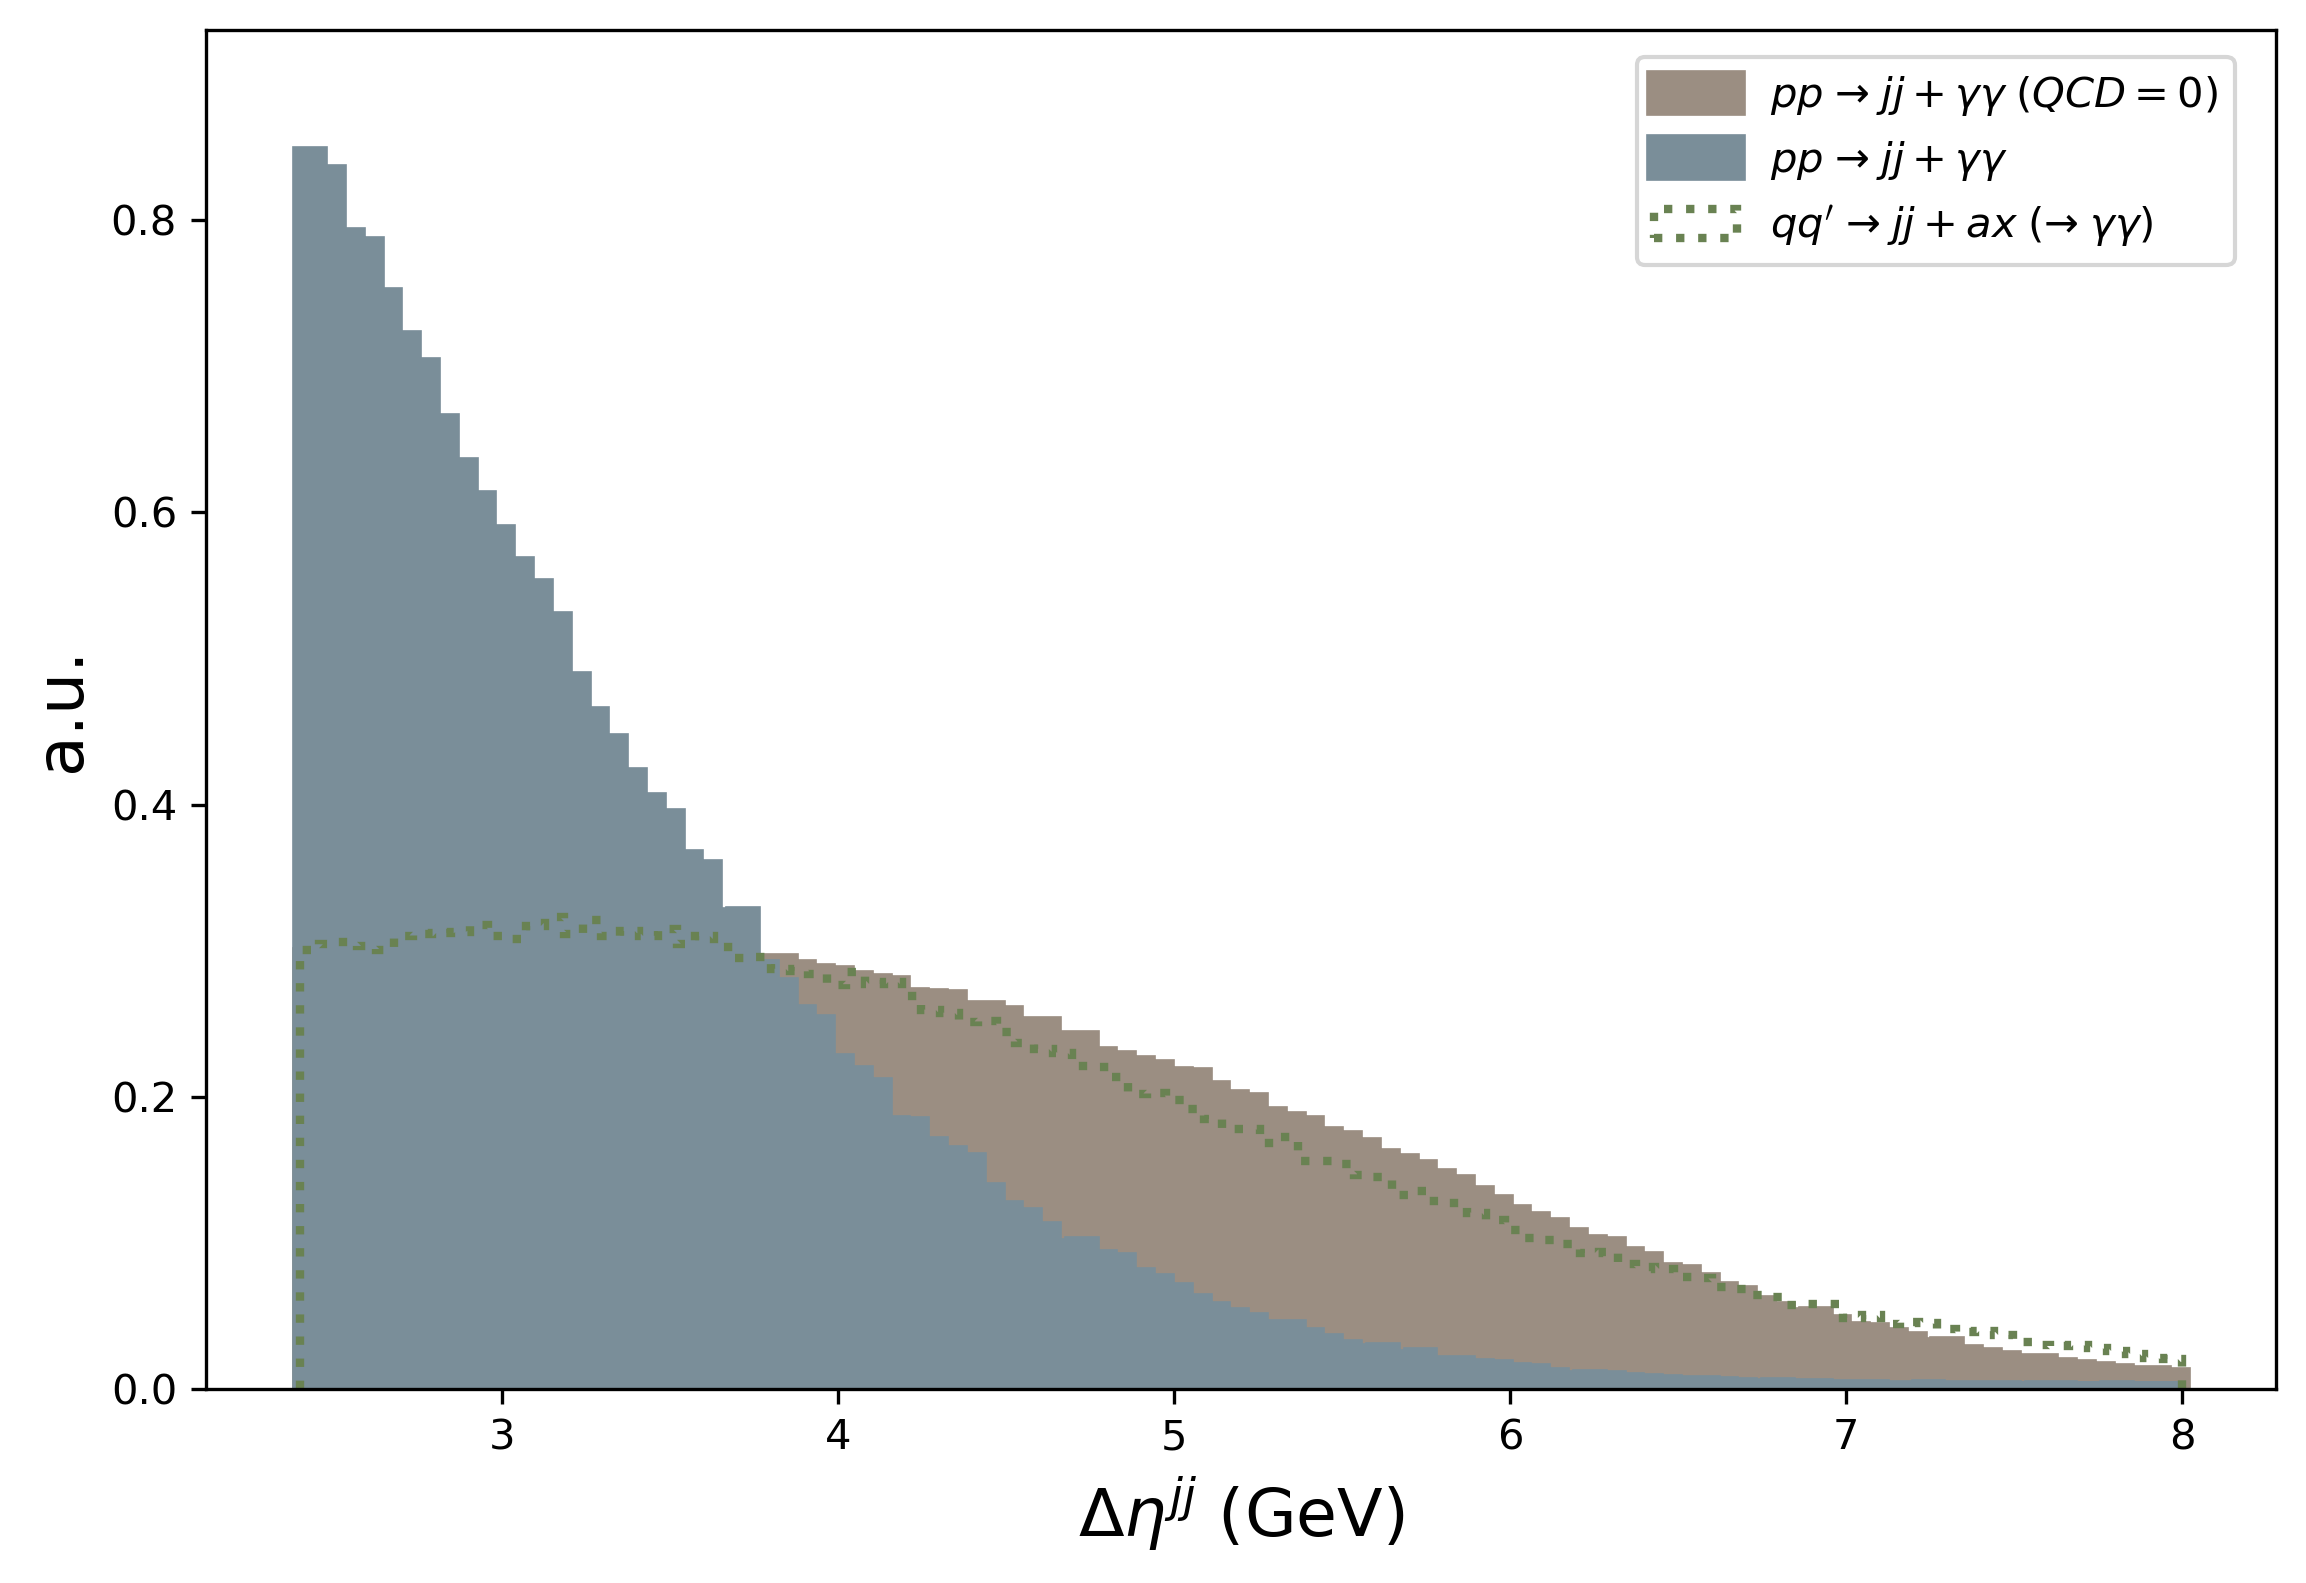 pp → jj + γγ (QCD = 0)
pp → jj + γγ
qq′ → jj + ax (→ γγ)
a.u.
0.8
0.6
0.4
0.2
0.0
3 4 5 6 7 8
Δη^{jj} (GeV)